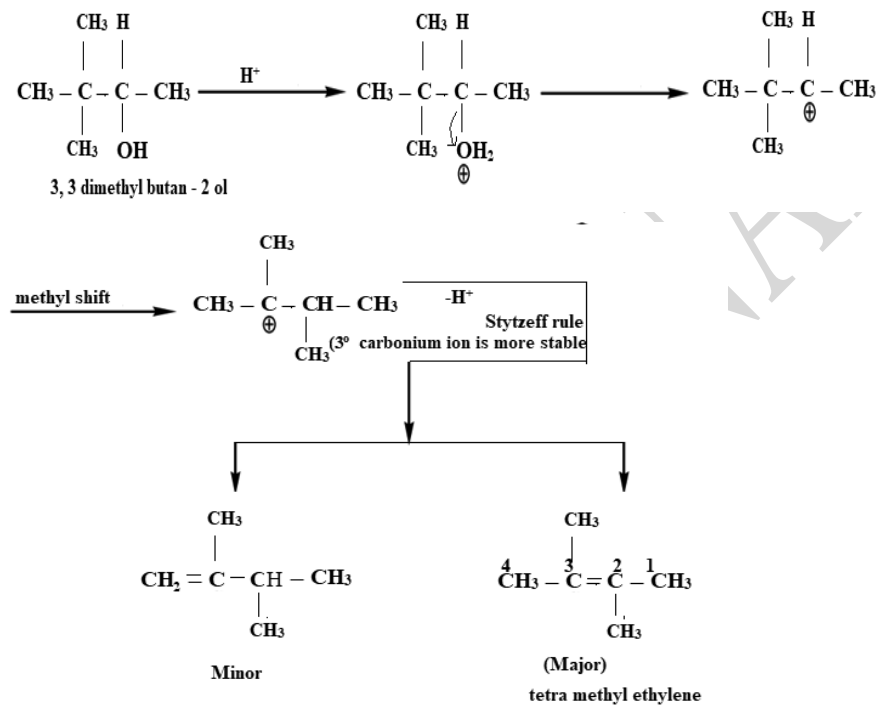 CH₃ H CH₃ H CH₃ H
CH₃ – C – C – CH₃ H⁺ CH₃ – C – C – CH₃ CH₃ – C – C – CH₃
⊕
CH₃ OH CH₃ OH₂ CH₃
⊕
3, 3 dimethyl butan - 2 ol
CH₃
methyl shift CH₃ – C – CH – CH₃ -H⁺
⊕ Stytzeff rule
CH₃ (3° carbonium ion is more stable
CH₃ CH₃
4 3 2 1
CH₂ = C – CH – CH₃ CH₃ – C = C – CH₃
CH₃ CH₃
Minor (Major)
tetra methyl ethylene